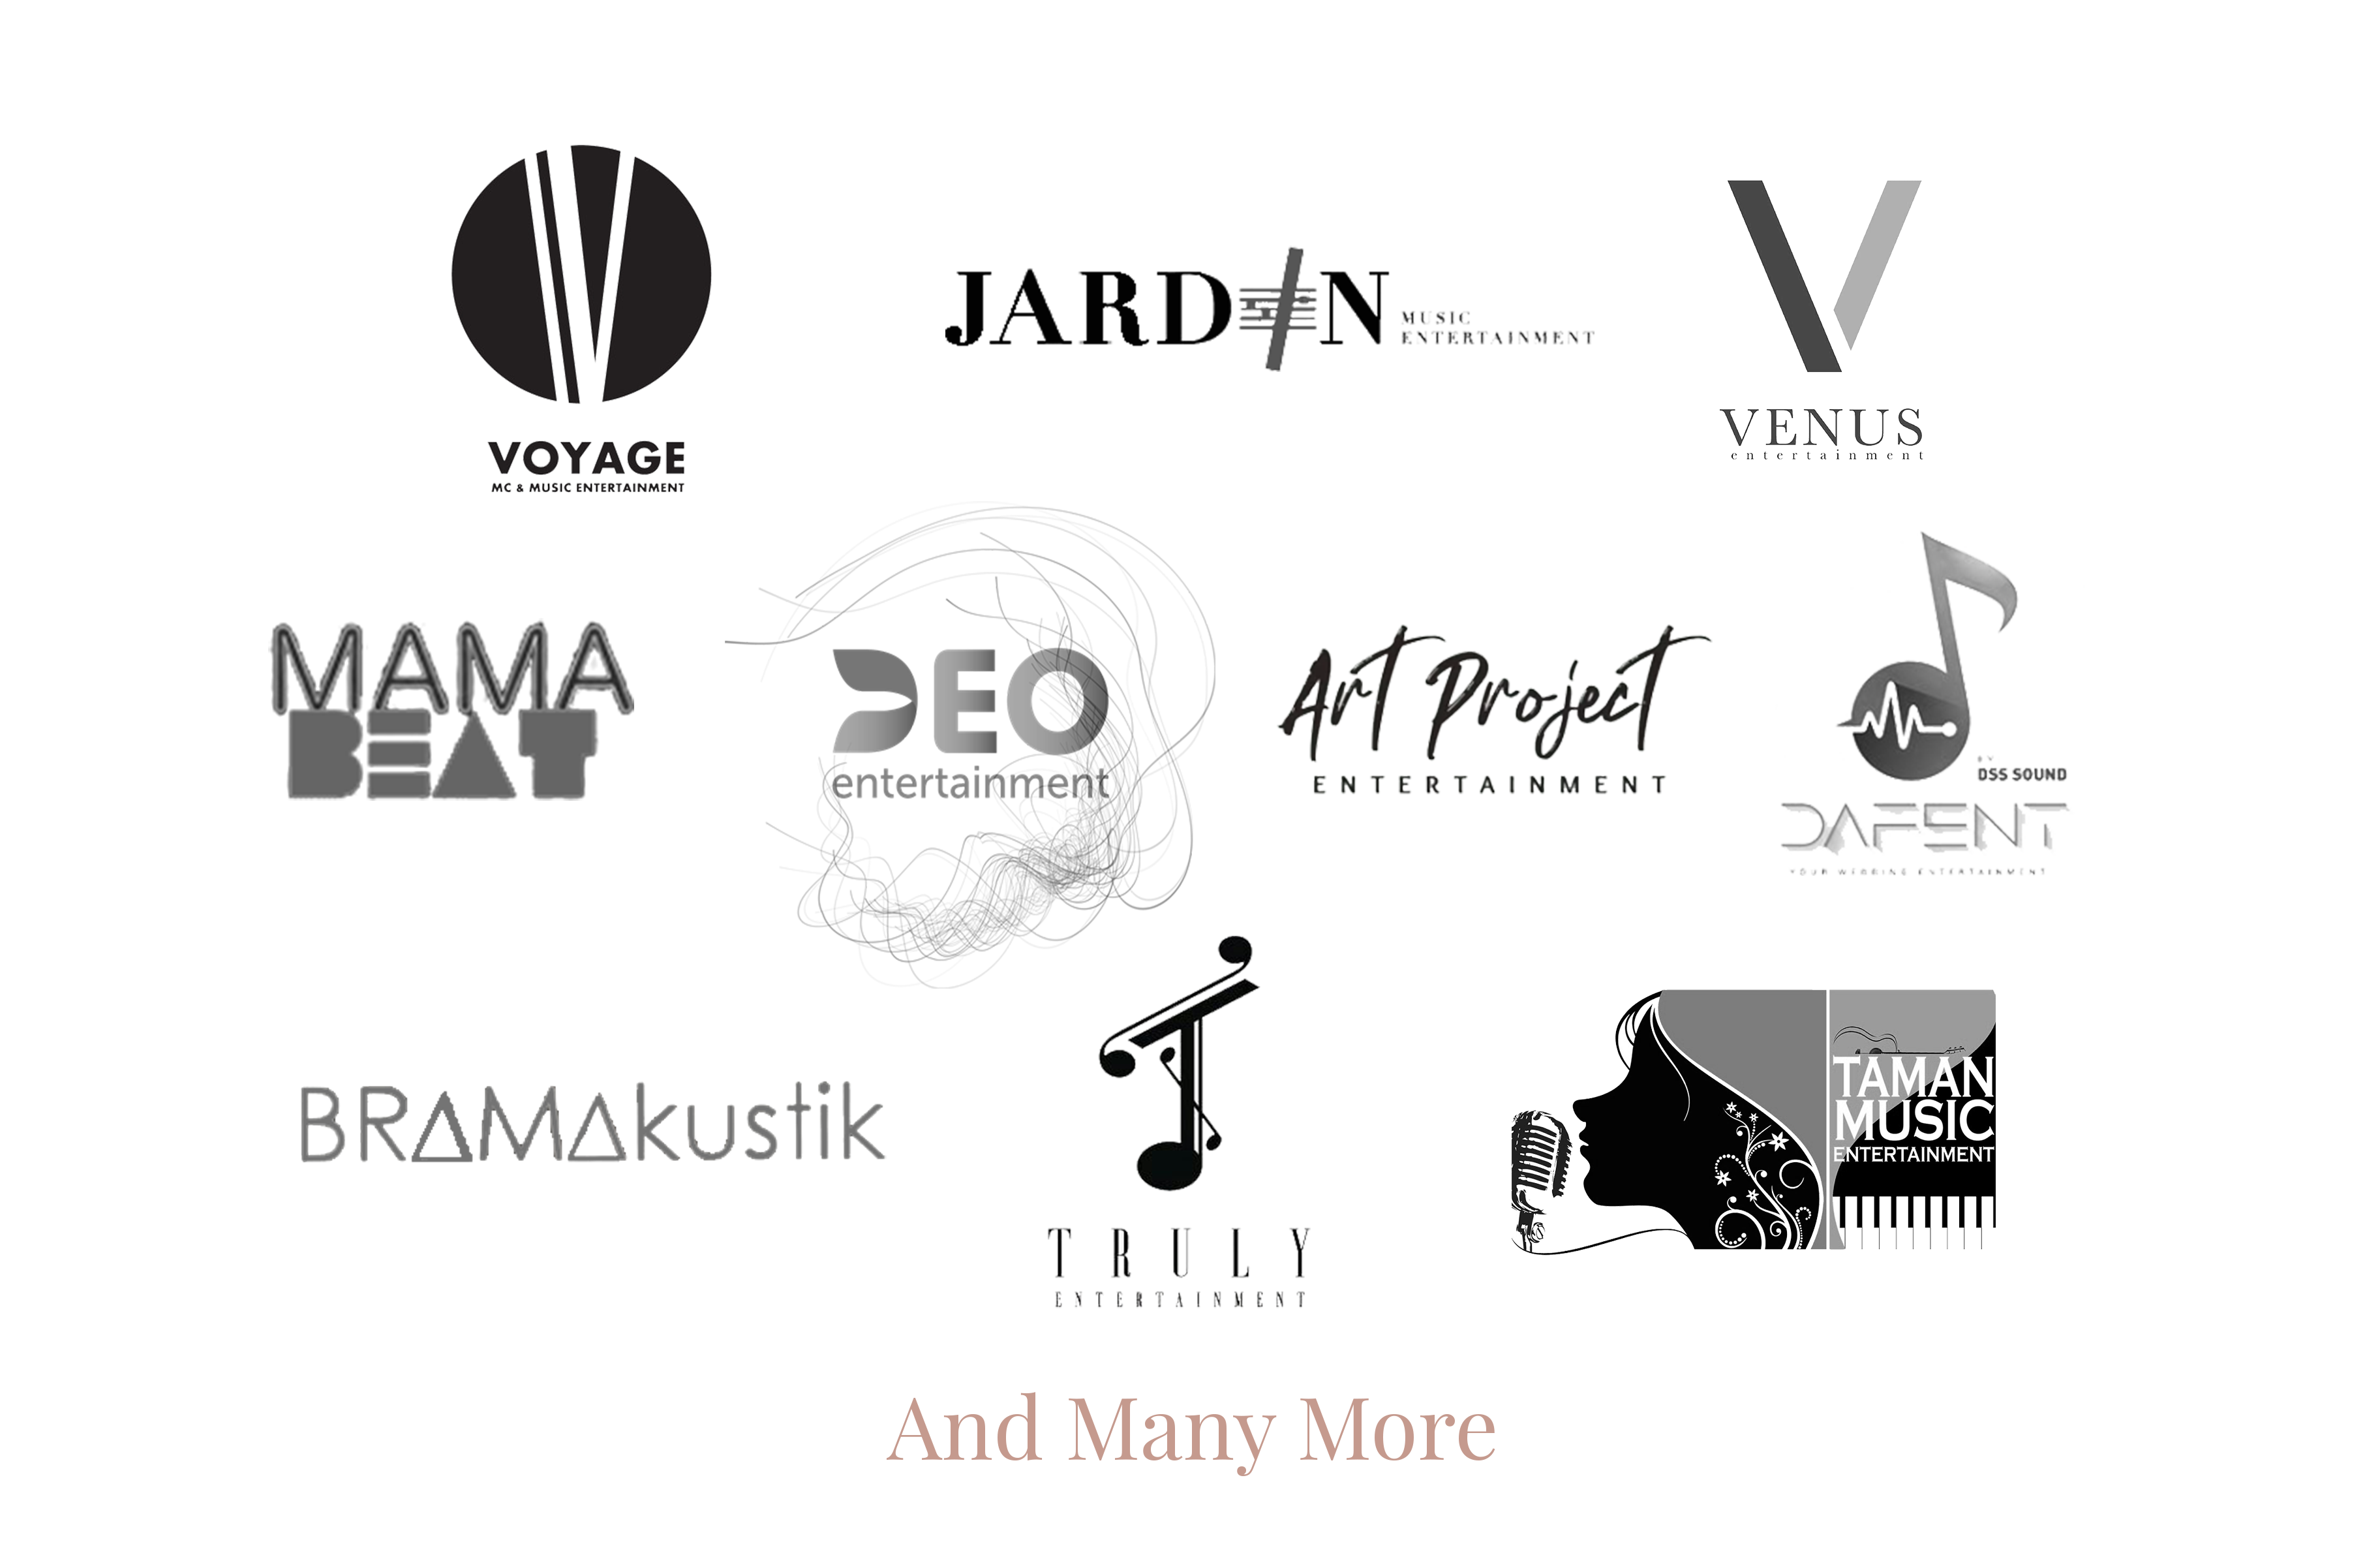 VOYAGE
MC & MUSIC ENTERTAINMENT
JARDIN
MUSIC
ENTERTAINMENT
VENUS
entertainment
MAMA
BEAT
DEO
entertainment
Art Project
ENTERTAINMENT
BY
DSS SOUND
DAFENT
YOUR WEDDING ENTERTAINMENT
BRAMAkustik
TRULY
ENTERTAINMENT
TAMAN
MUSIC
ENTERTAINMENT
And Many More